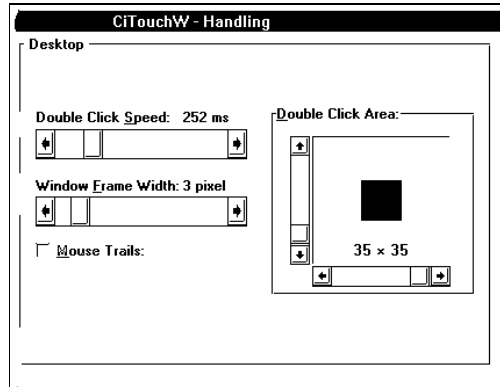 CiTouchW - Handling
Desktop
Double Click Speed: 252 ms
Window Frame Width: 3 pixel
Mouse Trails:
Double Click Area:
35 × 35